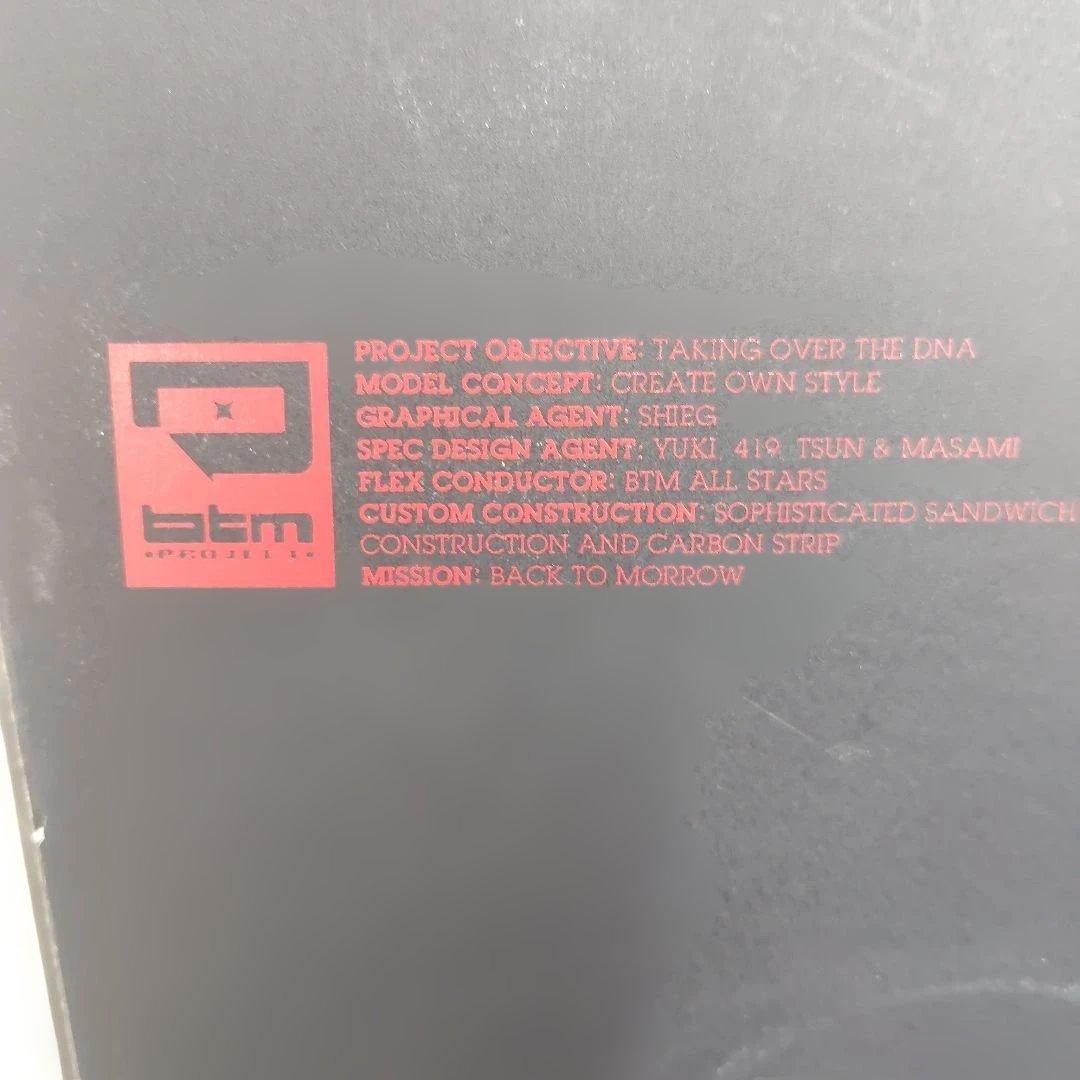 PROJECT OBJECTIVE: TAKING OVER THE DNA
MODEL CONCEPT: CREATE OWN STYLE
GRAPHICAL AGENT: SHIEG
SPEC DESIGN AGENT: YUKI, 419, TSUN & MASAMI
FLEX CONDUCTOR: BTM ALL STARS
CUSTOM CONSTRUCTION: SOPHISTICATED SANDWICH
CONSTRUCTION AND CARBON STRIP
MISSION: BACK TO MORROW
btm
•PROJECT•